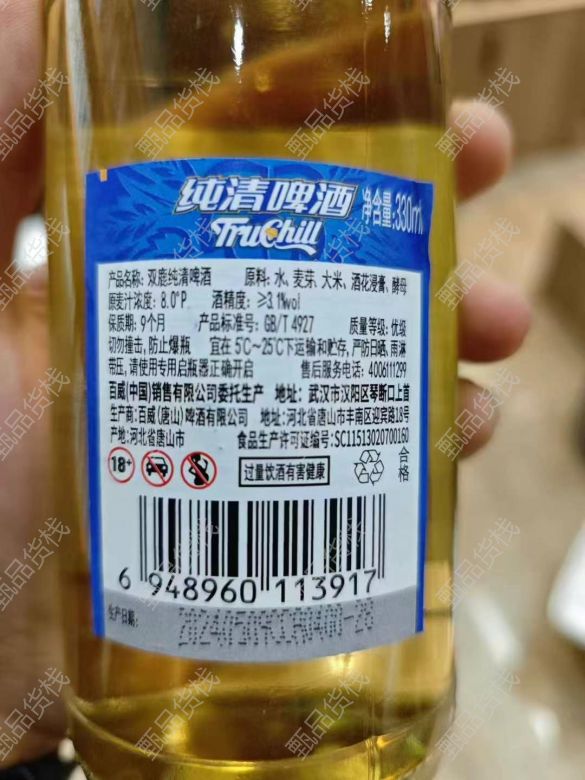 纯清啤酒 净含量:330ml
TruChill
产品名称: 双鹿纯清啤酒 原料: 水、麦芽、大米、酒花浸膏、酵母
原麦汁浓度: 8.0°P 酒精度: ≥3.1%vol
保质期: 9个月 产品标准号: GB/T 4927 质量等级: 优级
切勿撞击, 防止爆瓶 宜在 5℃~25℃下运输和贮存, 严防日晒、雨淋
带压, 请使用专用启瓶器正确开启 售后服务电话: 4006111299
百威(中国)销售有限公司委托生产 地址: 武汉市汉阳区琴断口上首
生产商: 百威(唐山)啤酒有限公司 地址: 河北省唐山市丰南区迎宾路18号
产地: 河北省唐山市 食品生产许可证编号: SC11513020700160
18+ 过量饮酒有害健康 合格
6 948960 113917
生产日期:
甄品货栈